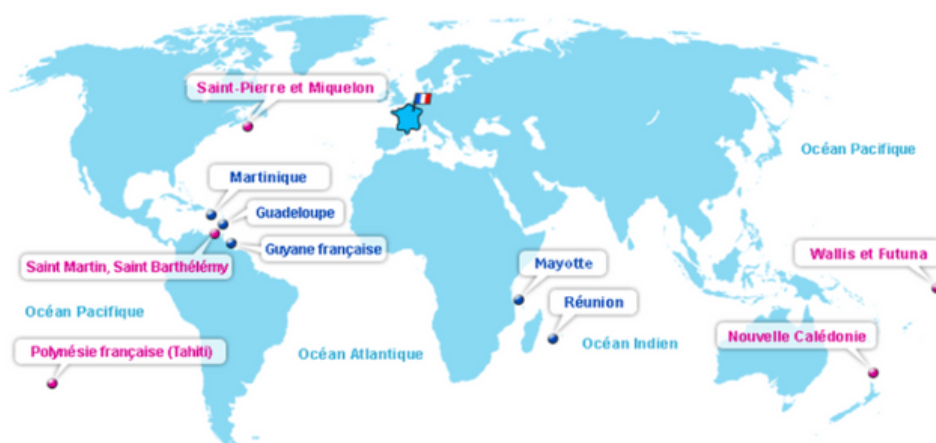 Saint-Pierre et Miquelon
Océan Pacifique
Martinique
Guadeloupe
Guyane française
Saint Martin, Saint Barthélémy
Mayotte
Wallis et Futuna
Réunion
Océan Pacifique
Océan Indien
Nouvelle Calédonie
Polynésie française (Tahiti)
Océan Atlantique